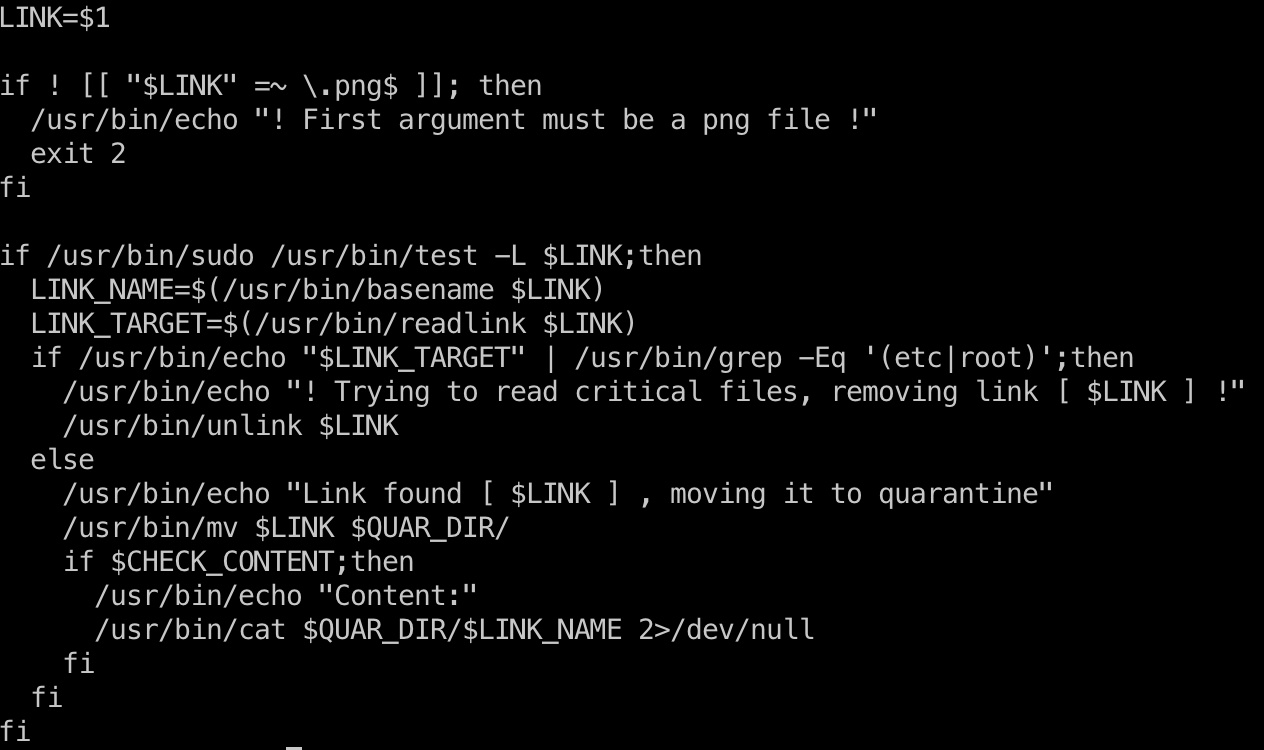 LINK=$1
if ! [[ "$LINK" =~ \.png$ ]]; then
/usr/bin/echo "! First argument must be a png file !"
exit 2
fi
if /usr/bin/sudo /usr/bin/test -L $LINK;then
LINK_NAME=$(/usr/bin/basename $LINK)
LINK_TARGET=$(/usr/bin/readlink $LINK)
if /usr/bin/echo "$LINK_TARGET" | /usr/bin/grep -Eq '(etc|root)';then
/usr/bin/echo "! Trying to read critical files, removing link [ $LINK ] !"
/usr/bin/unlink $LINK
else
/usr/bin/echo "Link found [ $LINK ] , moving it to quarantine"
/usr/bin/mv $LINK $QUAR_DIR/
if $CHECK_CONTENT;then
/usr/bin/echo "Content:"
/usr/bin/cat $QUAR_DIR/$LINK_NAME 2>/dev/null
fi
fi
fi